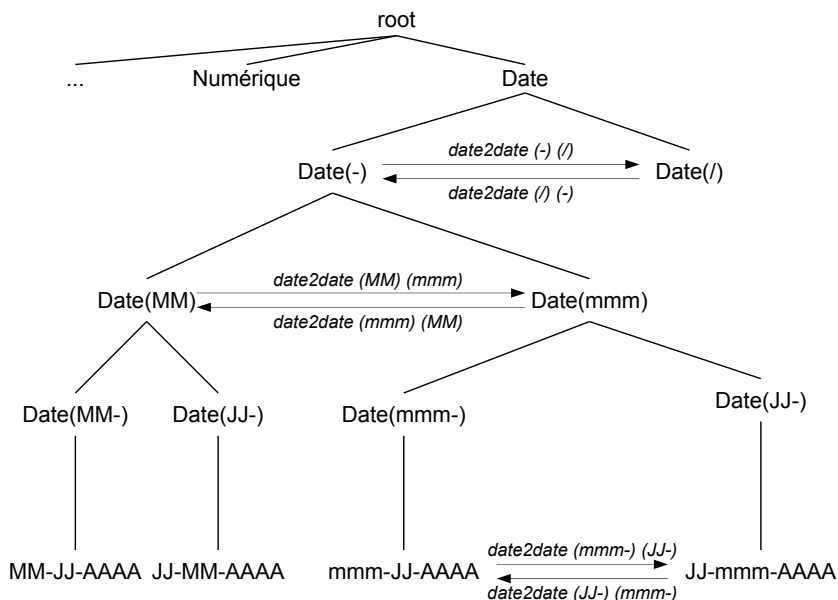 root
...
Numérique
Date
date2date (-) (/)
Date(-)
Date(/)
date2date (/) (-)
date2date (MM) (mmm)
Date(MM)
Date(mmm)
date2date (mmm) (MM)
Date(MM-)
Date(JJ-)
Date(mmm-)
Date(JJ-)
date2date (mmm-) (JJ-)
MM-JJ-AAAA
JJ-MM-AAAA
mmm-JJ-AAAA
JJ-mmm-AAAA
date2date (JJ-) (mmm-)